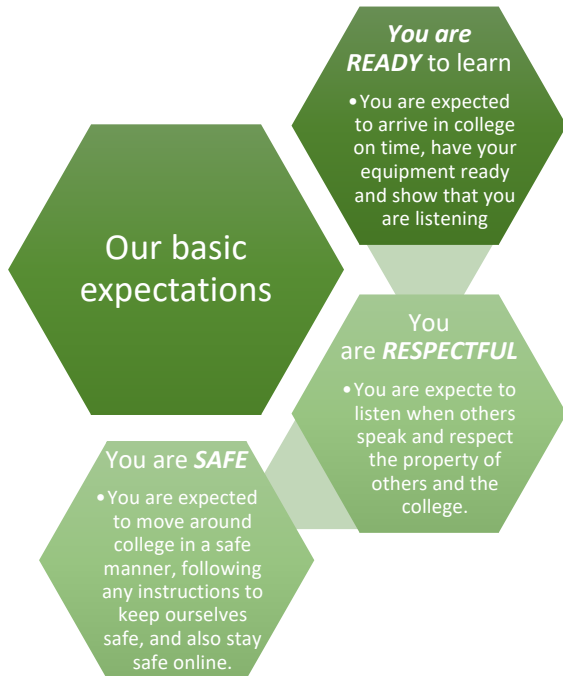 Our basic
expectations
You are
READY to learn
•You are expected
to arrive in college
on time, have your
equipment ready
and show that you
are listening
You
are RESPECTFUL
•You are expecte to
listen when others
speak and respect
the property of
others and the
college.
You are SAFE
•You are expected
to move around
college in a safe
manner, following
any instructions to
keep ourselves
safe, and also stay
safe online.